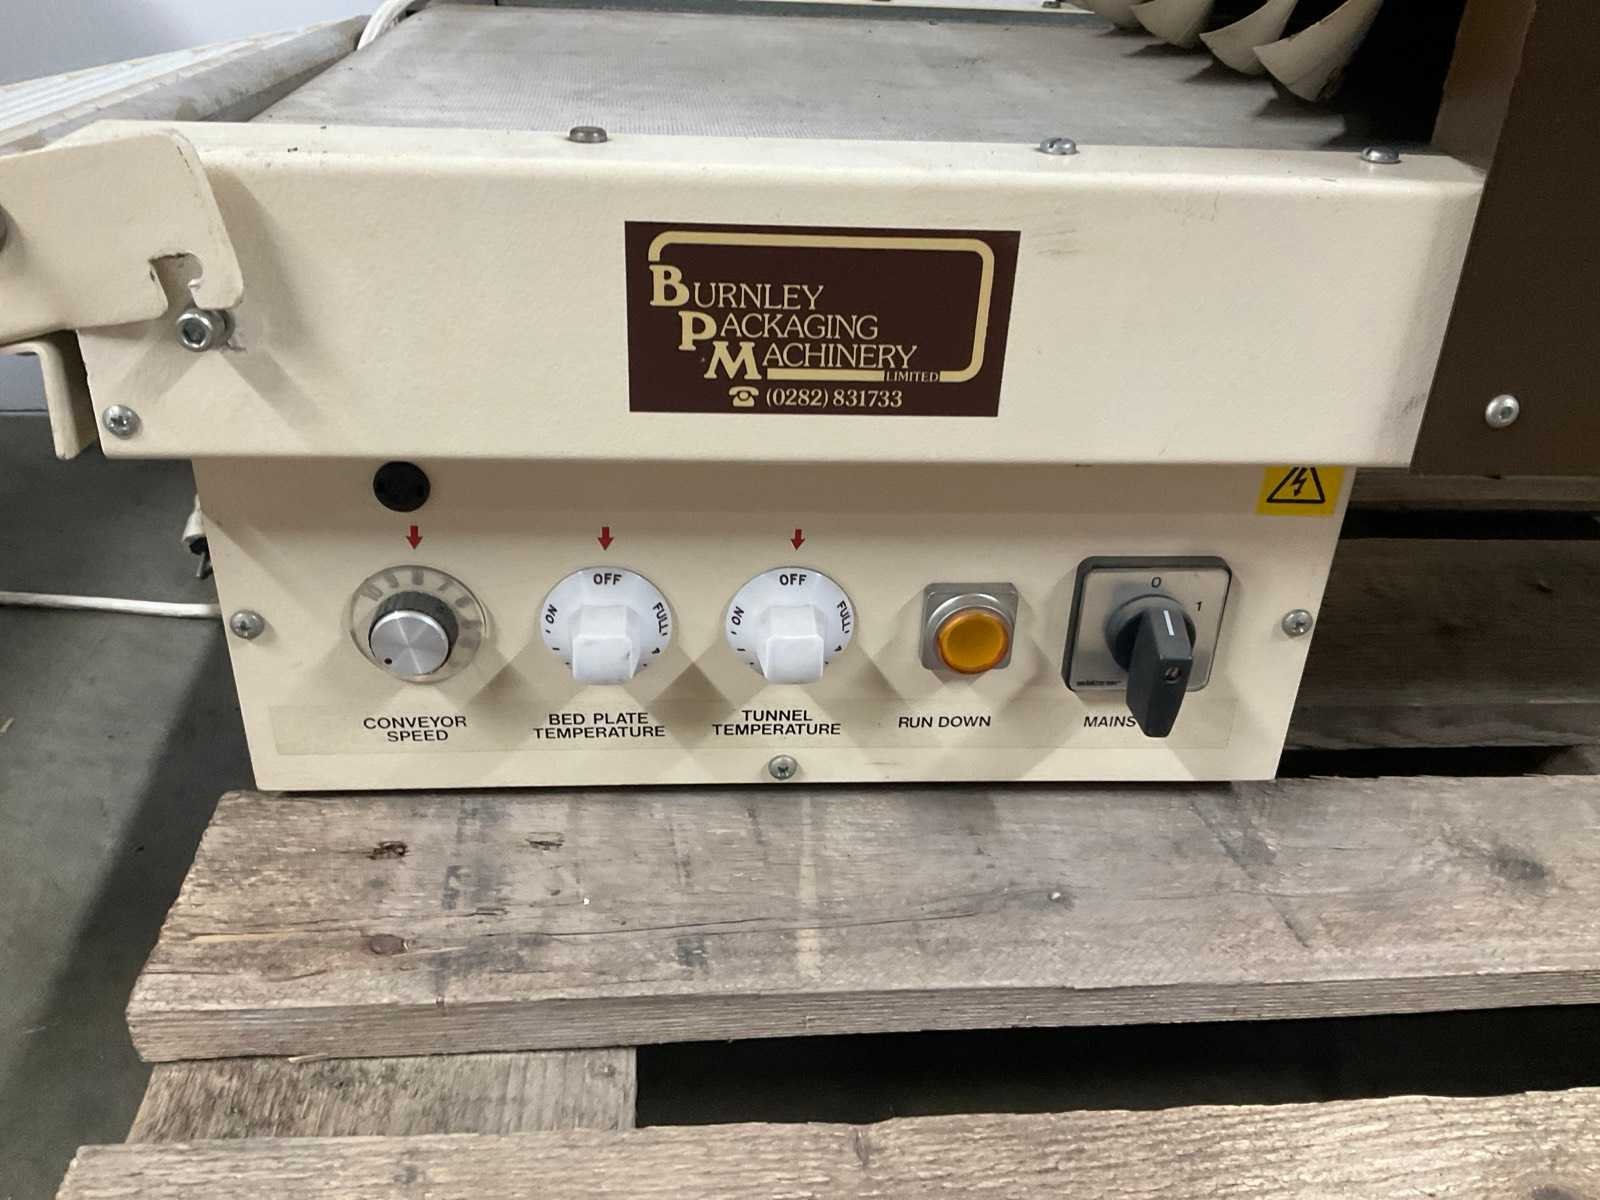 BURNLEY
PACKAGING
MACHINERY
LIMITED
☎ (0282) 831733
OFF
ON
FULL
OFF
ON
FULL
0
1
CONVEYOR
SPEED
BED PLATE
TEMPERATURE
TUNNEL
TEMPERATURE
RUN DOWN
MAINS